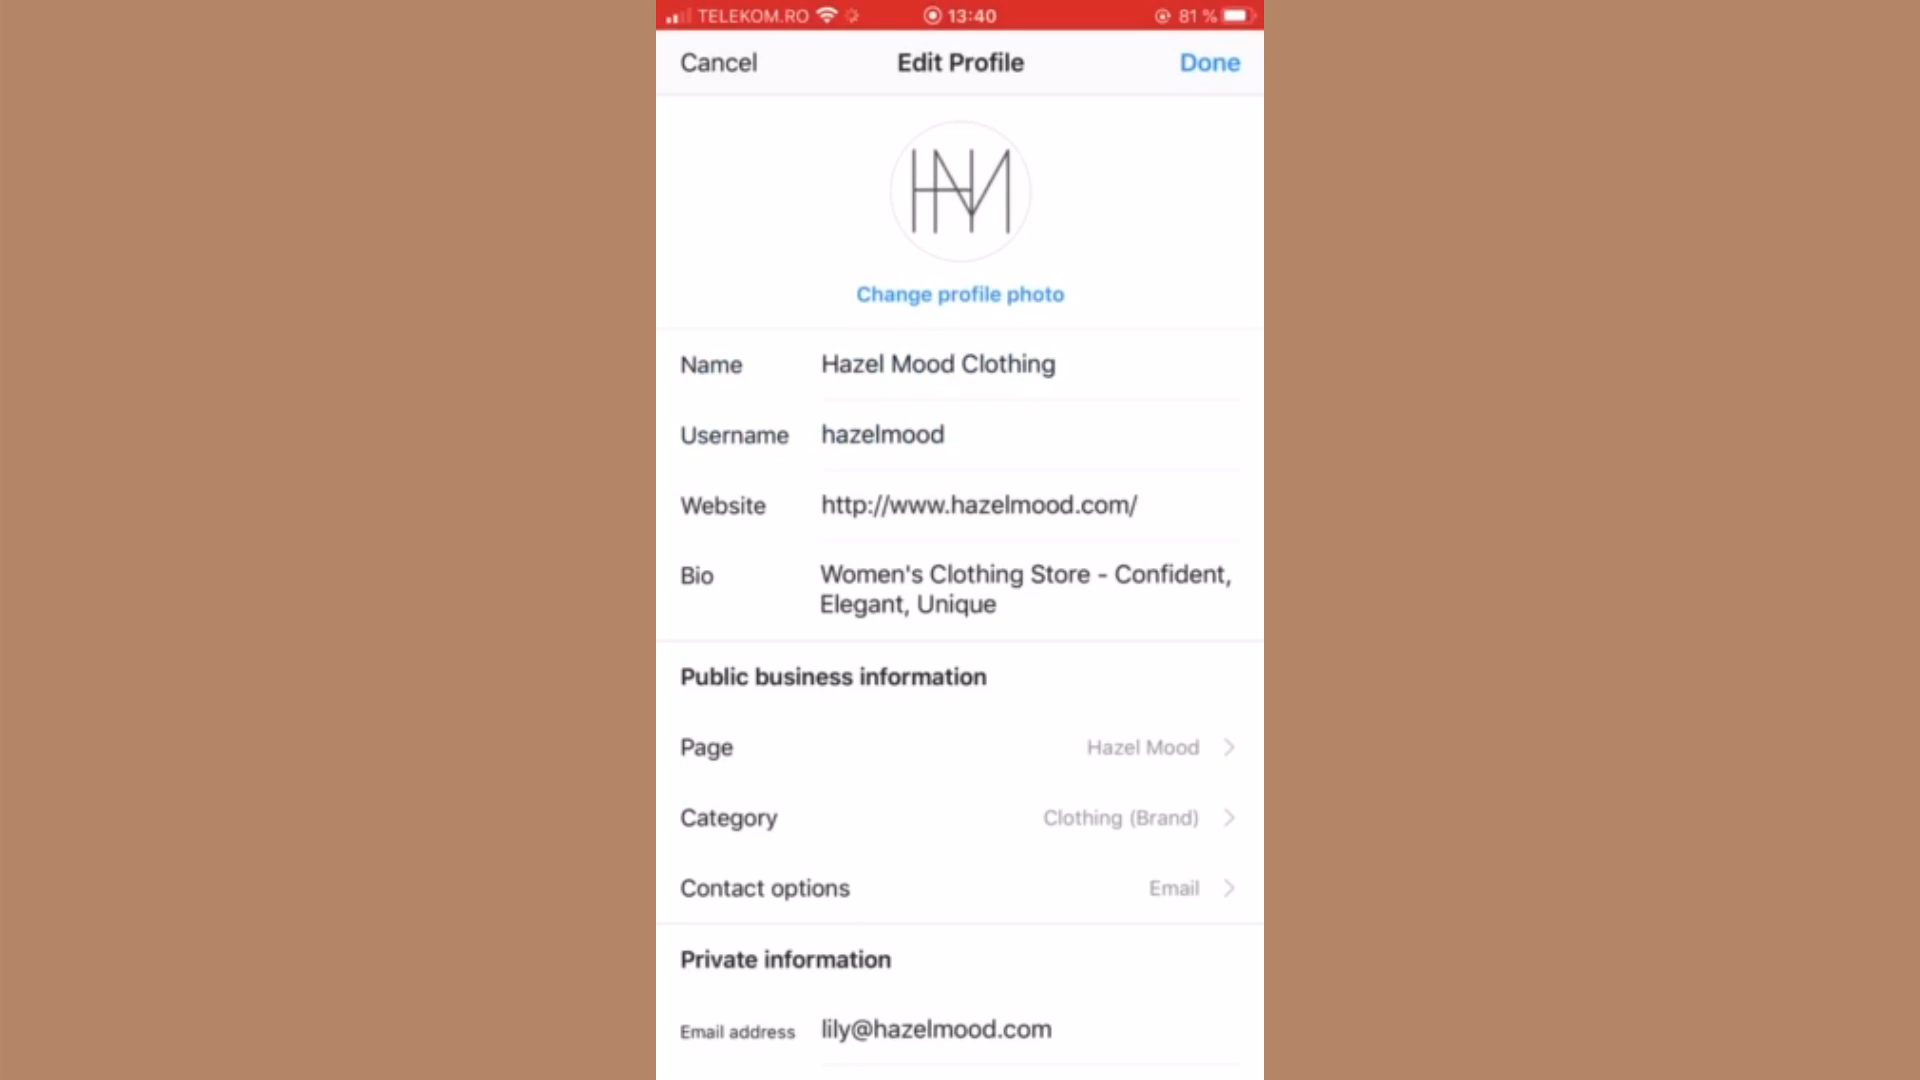 TELEKOM.RO 13:40 81 %
Cancel Edit Profile Done
HM
Change profile photo
Name Hazel Mood Clothing
Username hazelmood
Website http://www.hazelmood.com/
Bio Women's Clothing Store - Confident,
Elegant, Unique
Public business information
Page Hazel Mood
Category Clothing (Brand)
Contact options Email
Private information
Email address lily@hazelmood.com